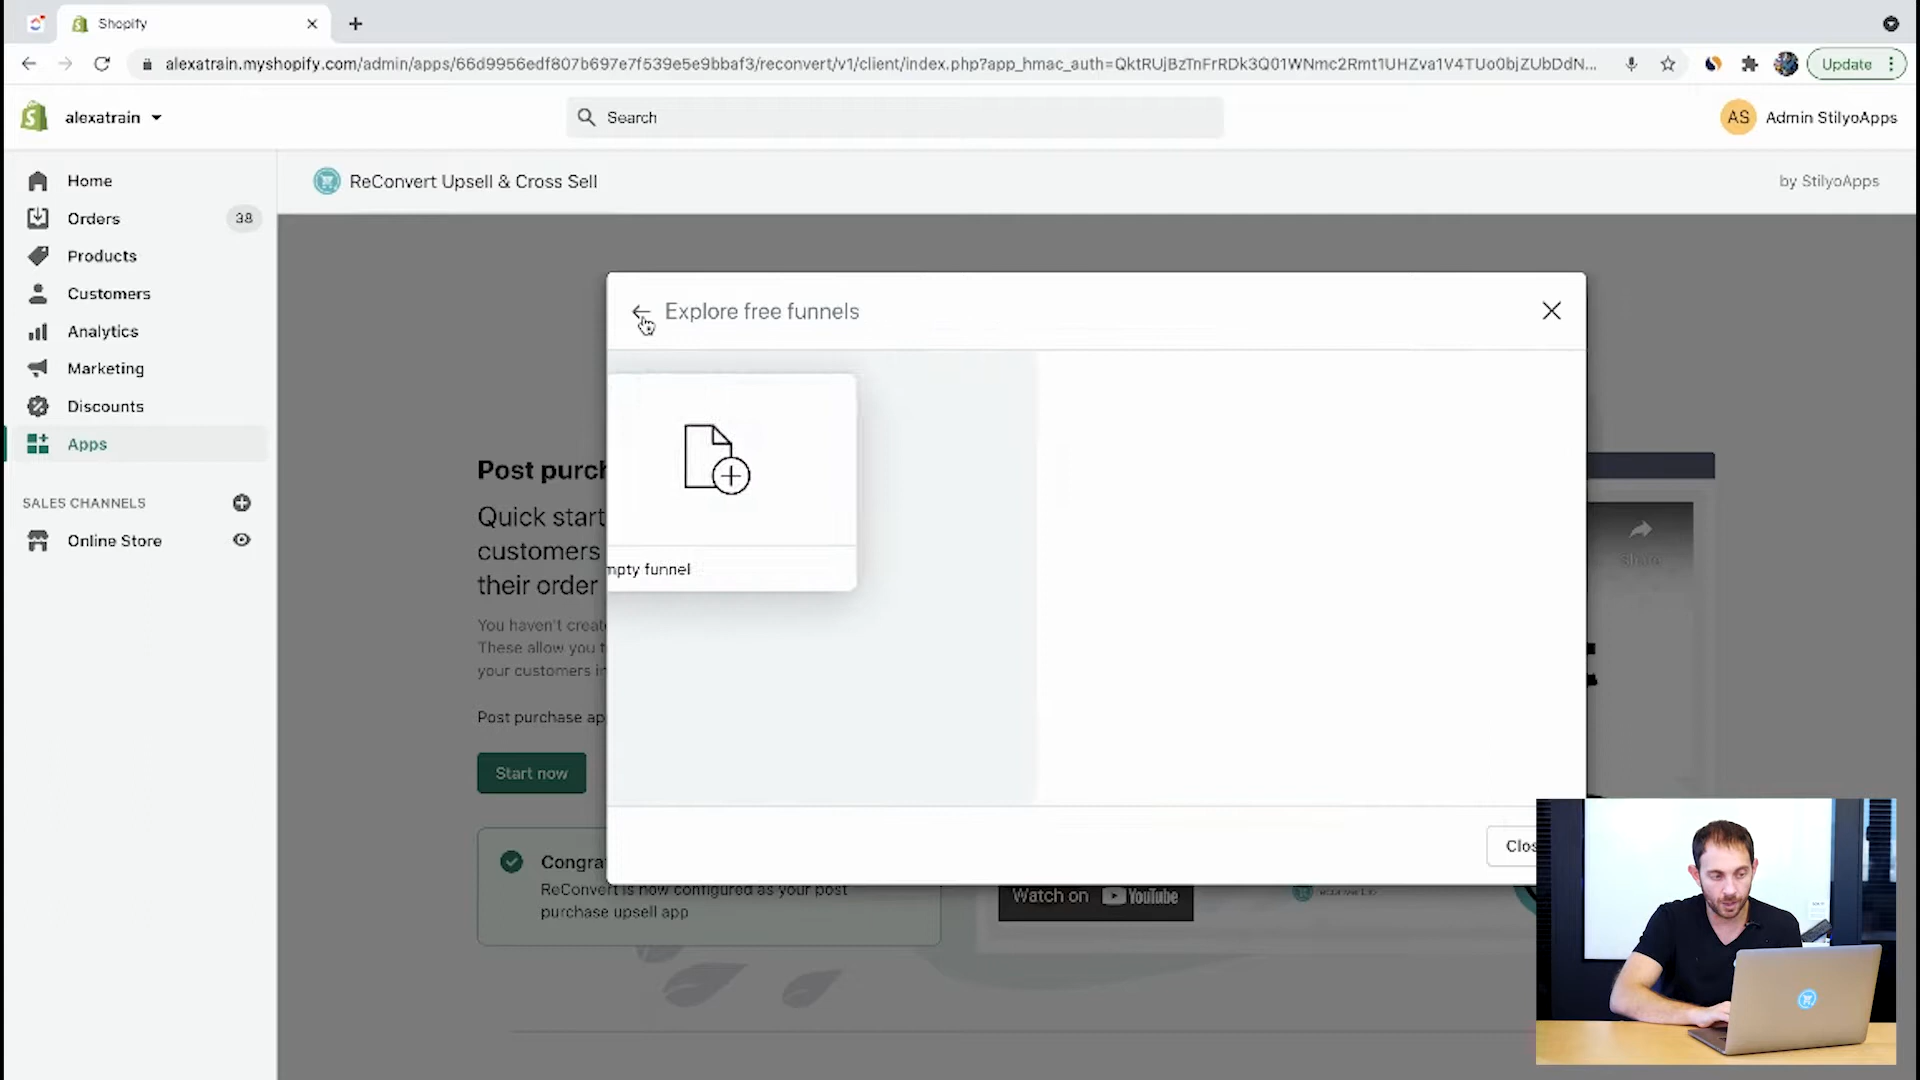 Shopify
alexatrain.myshopify.com/admin/apps/66d9956edf807b697e7f539e5e9bbaf3/reconvert/v1/client/index.php?app_hmac_auth=QktRUjBzTnFrRDk3Q01WNmc2Rmt1UHZva1V4TUo0bjZUbDdN...
Update
alexatrain
Search
AS
Admin StilyoApps
Home
Orders
38
Products
Customers
Analytics
Marketing
Discounts
Apps
SALES CHANNELS
Online Store
ReConvert Upsell & Cross Sell
by StilyoApps
Explore free funnels
mpty funnel
Clos
Post purch
Quick start
customers
their order
You haven't creat
These allow you t
your customers i
Post purchase ap
Start now
Congra
ReConvert is now configured as your post
purchase upsell app
Share
Watch on YouTube